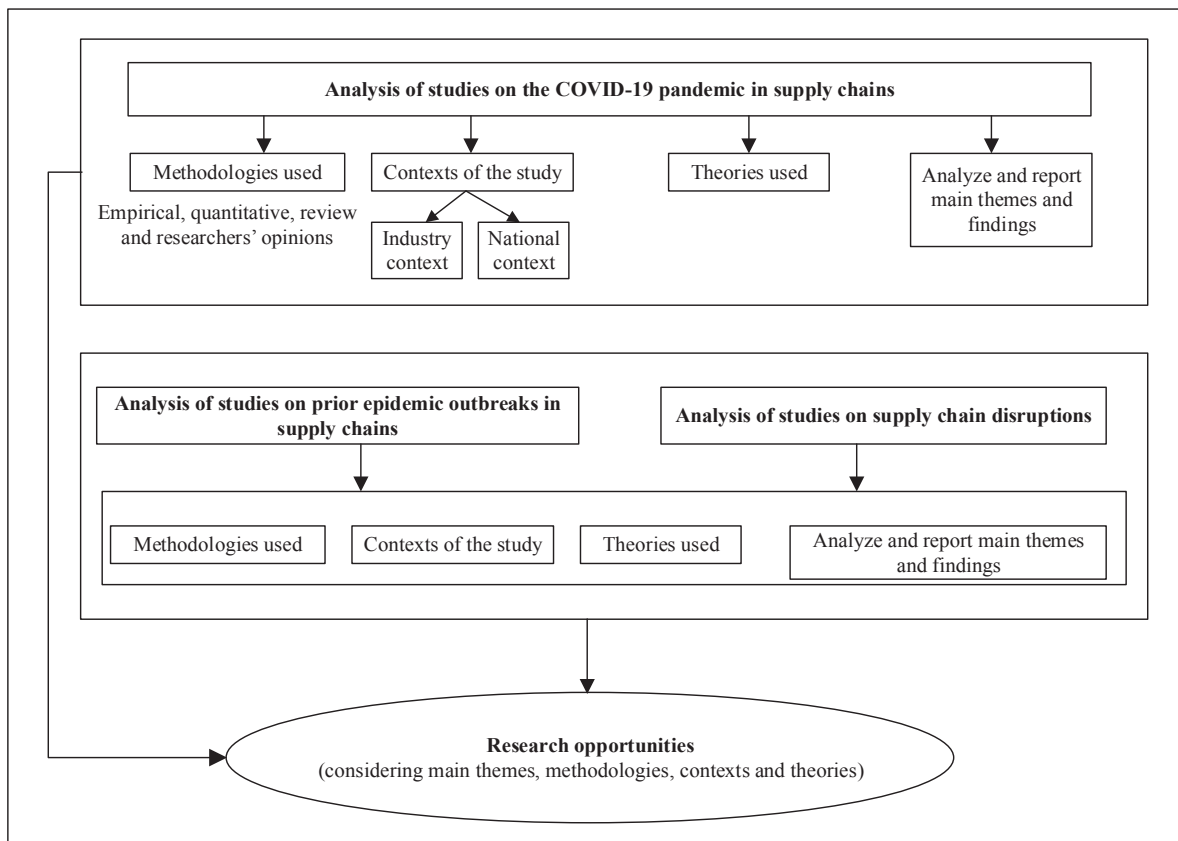 Analysis of studies on the COVID-19 pandemic in supply chains
Methodologies used
Contexts of the study
Theories used
Analyze and report
main themes and
findings
Empirical, quantitative, review
and researchers’ opinions
Industry
context
National
context
Analysis of studies on prior epidemic outbreaks in
supply chains
Analysis of studies on supply chain disruptions
Methodologies used
Contexts of the study
Theories used
Analyze and report main themes
and findings
Research opportunities
(considering main themes, methodologies, contexts and theories)